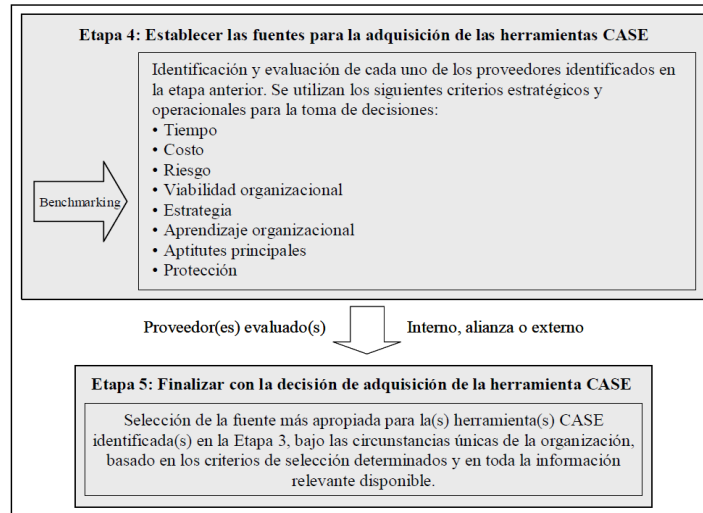 Etapa 4: Establecer las fuentes para la adquisición de las herramientas CASE
Identificación y evaluación de cada uno de los proveedores identificados en
la etapa anterior. Se utilizan los siguientes criterios estratégicos y
operacionales para la toma de decisiones:
• Tiempo
• Costo
• Riesgo
• Viabilidad organizacional
• Estrategia
• Aprendizaje organizacional
• Aptitutes principales
• Protección
Benchmarking
Proveedor(es) evaluado(s)
Interno, alianza o externo
Etapa 5: Finalizar con la decisión de adquisición de la herramienta CASE
Selección de la fuente más apropiada para la(s) herramienta(s) CASE
identificada(s) en la Etapa 3, bajo las circunstancias únicas de la organización,
basado en los criterios de selección determinados y en toda la información
relevante disponible.